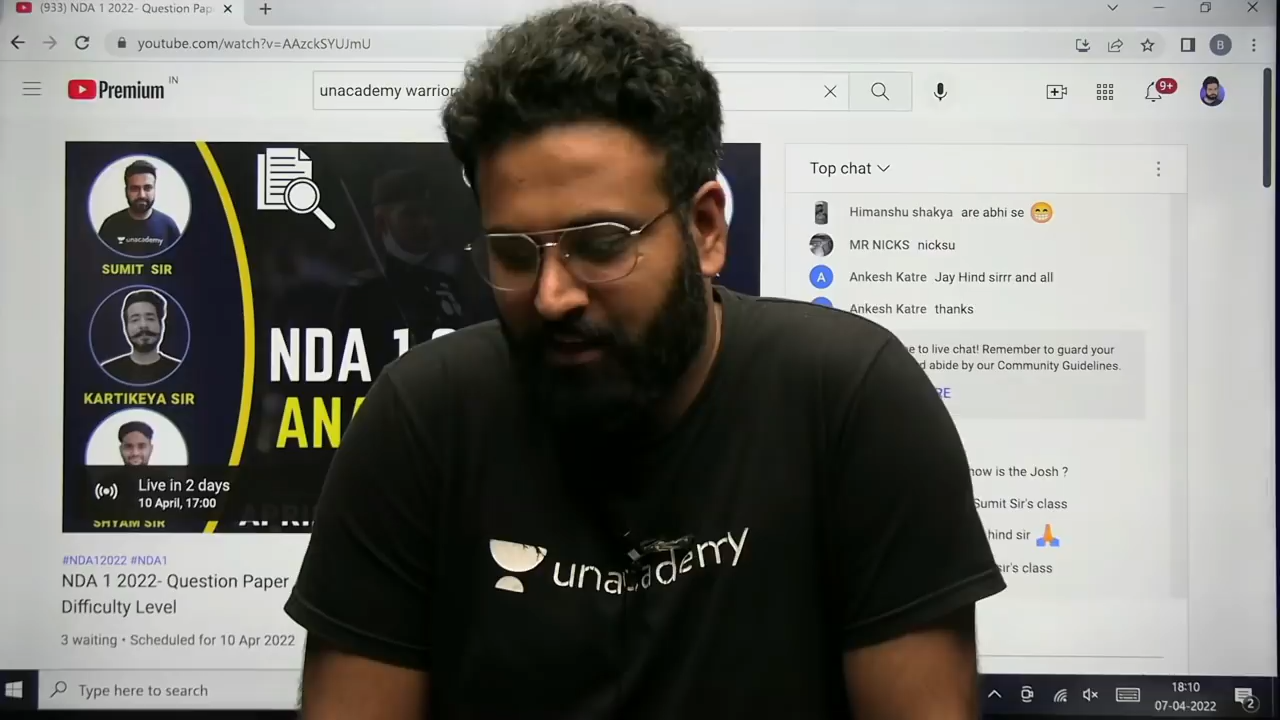 (933) NDA 1 2022- Question Pap
youtube.com/watch?v=AAzckSYUJmU
B
Premium IN
unacademy warrior
9+
unacademy
SUMIT SIR
KARTIKEYA SIR
SHYAM SIR
NDA 1
Live in 2 days
10 April, 17:00
#NDA12022 #NDA1
NDA 1 2022- Question Paper
Difficulty Level
3 waiting • Scheduled for 10 Apr 2022
Top chat
Himanshu shakya are abhi se 😁
MR NICKS nicksu
A Ankesh Katre Jay Hind sirrr and all
Ankesh Katre thanks
to live chat! Remember to guard your
abide by our Community Guidelines.
how is the Josh ?
Sumit Sir's class
hind sir 🙏
sir's class
unacademy
Type here to search
18:10
07-04-2022
2